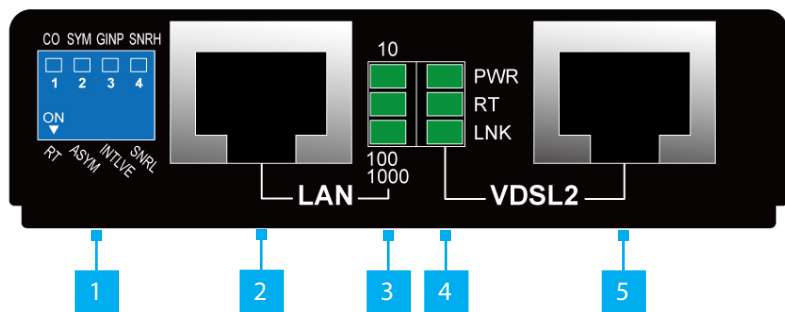 CO SYM GINP SNRH
1 2 3 4
ON
RT ASYM INTLVE SNRL
10
PWR
RT
LNK
100
1000
LAN
VDSL2
1 2 3 4 5